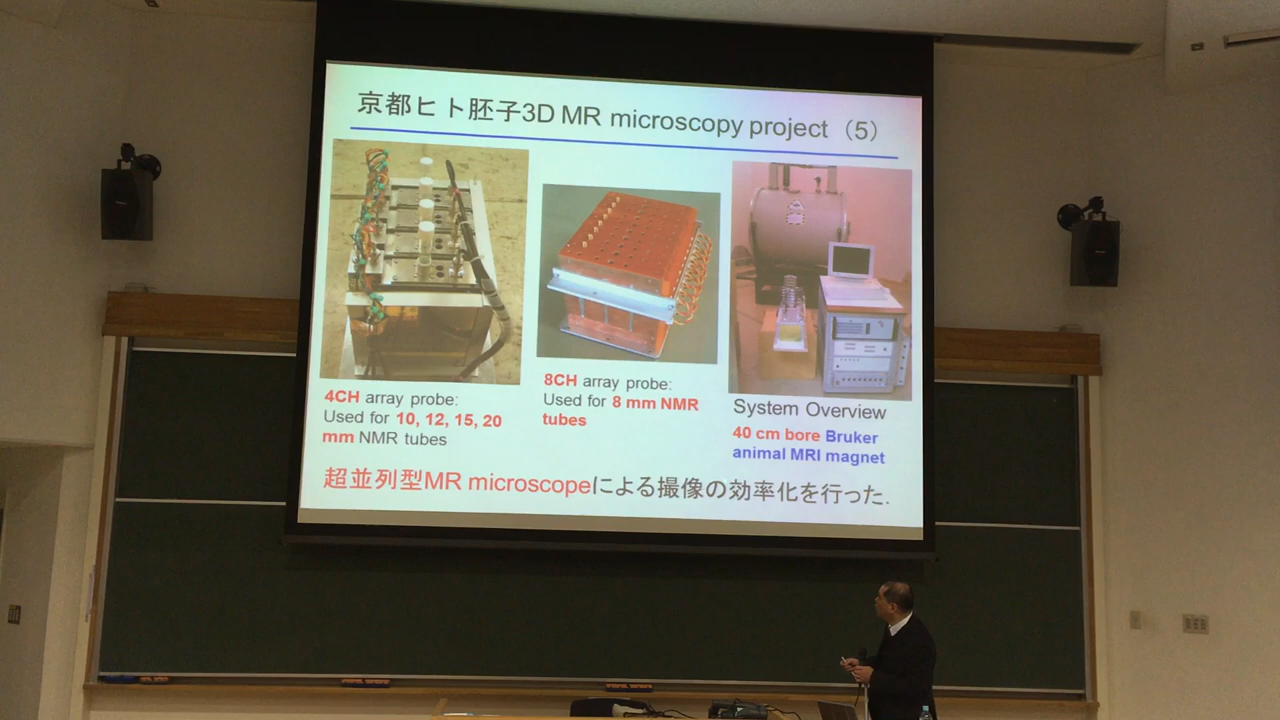 京都ヒト胚子3D MR microscopy project（5）
4CH array probe:
Used for 10, 12, 15, 20
mm NMR tubes
8CH array probe:
Used for 8 mm NMR
tubes
System Overview
40 cm bore Bruker
animal MRI magnet
超並列型MR microscopeによる撮像の効率化を行った.